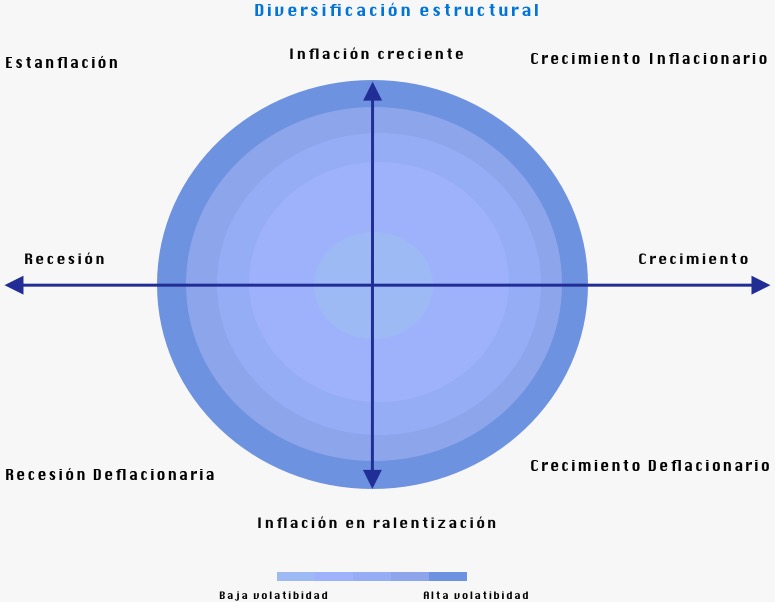 Diversificación estructural
Inflación creciente
Estanflación
Crecimiento Inflacionario
Recesión
Crecimiento
Recesión Deflacionaria
Crecimiento Deflacionario
Inflación en ralentización
Baja volatibidad
Alta volatibidad